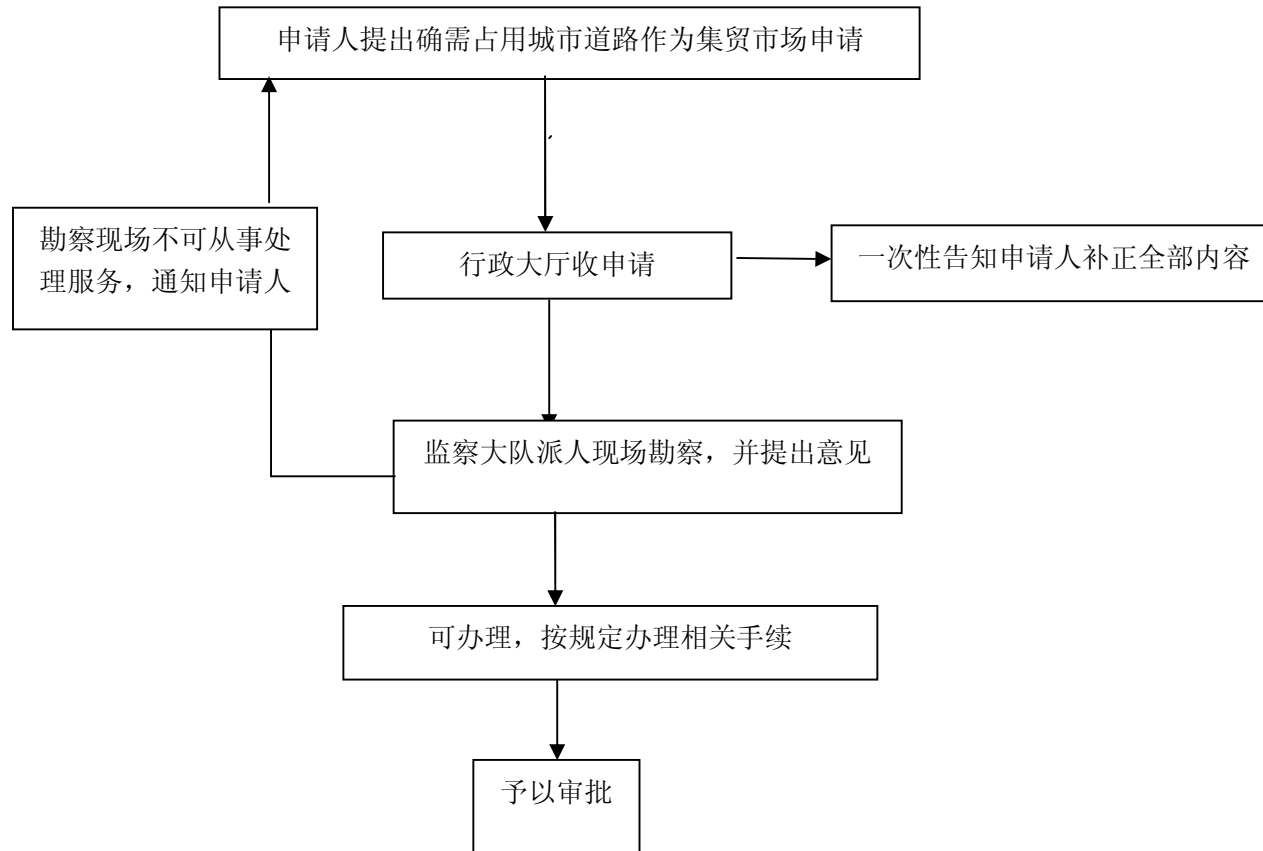 申请人提出确需占用城市道路作为集贸市场申请
勘察现场不可从事处
理服务，通知申请人
行政大厅收申请
一次性告知申请人补正全部内容
监察大队派人现场勘察，并提出意见
可办理，按规定办理相关手续
予以审批